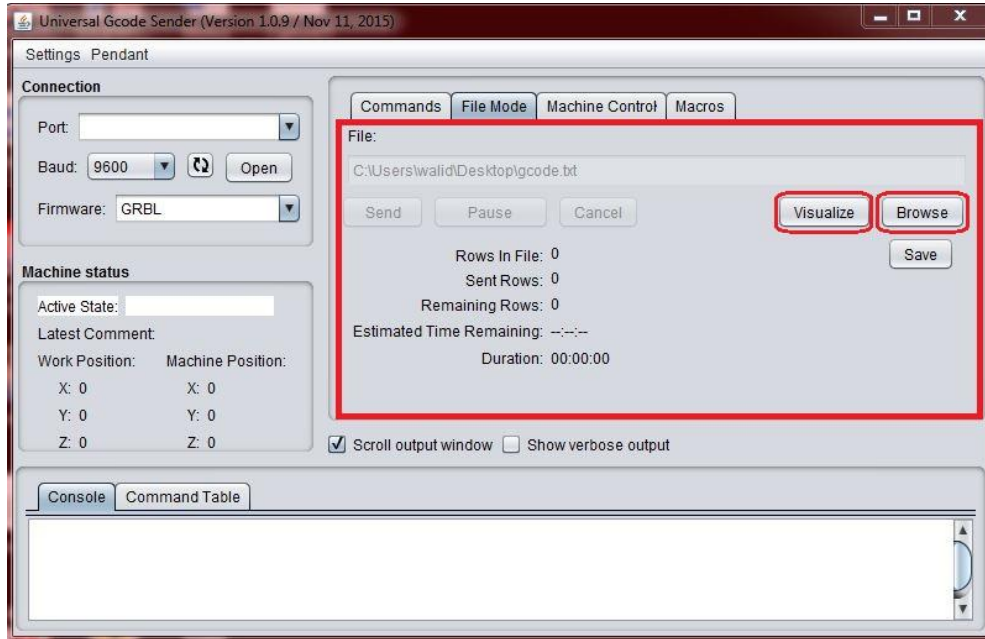 Universal Gcode Sender (Version 1.0.9 / Nov 11, 2015)
Settings Pendant
Connection
Port:
Baud: 9600 Open
Firmware: GRBL
Machine status
Active State:
Latest Comment:
Work Position: Machine Position:
X: 0 X: 0
Y: 0 Y: 0
Z: 0 Z: 0
Commands File Mode Machine Control Macros
File:
C:\Users\walid\Desktop\gcode.txt
Send Pause Cancel Visualize Browse
Save
Rows In File: 0
Sent Rows: 0
Remaining Rows: 0
Estimated Time Remaining: --:--:--
Duration: 00:00:00
Scroll output window Show verbose output
Console Command Table